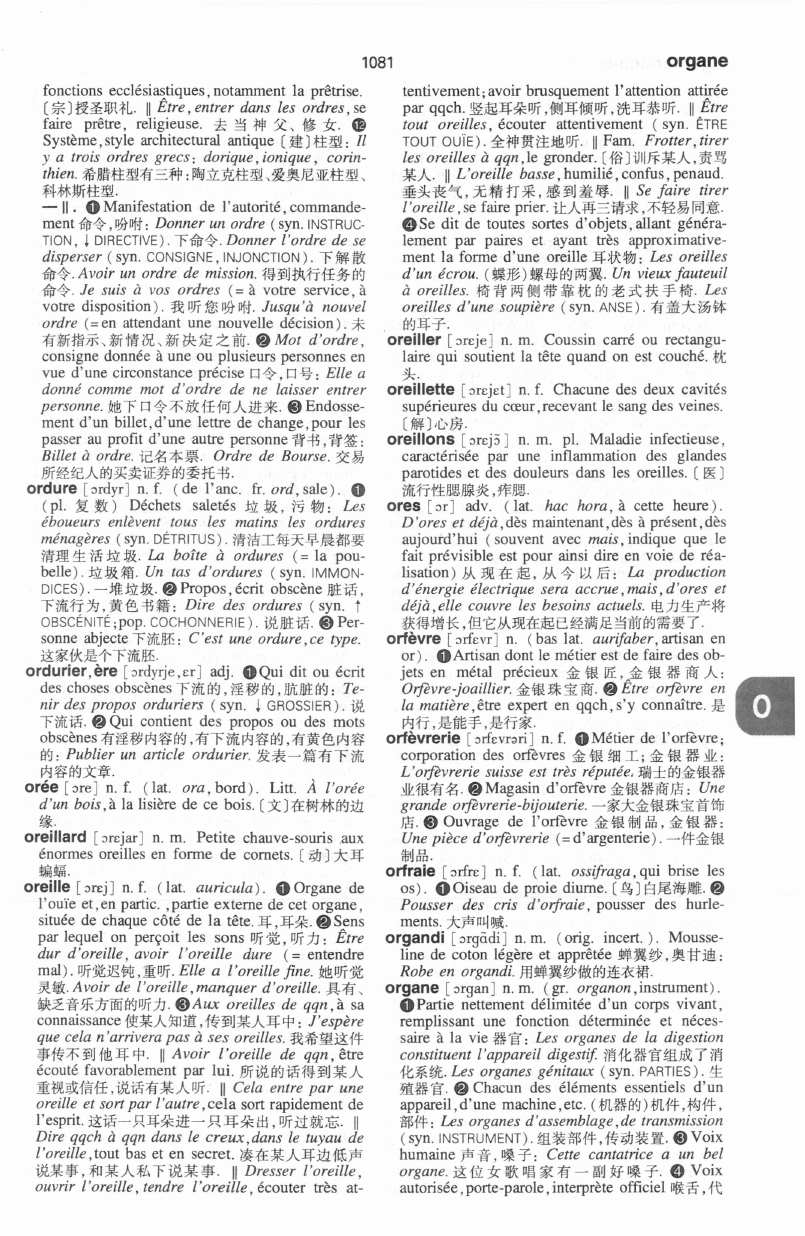 1081
organe
fonctions ecclésiastiques, notamment la prêtrise.
〔宗〕授圣职礼. ‖ Être, entrer dans les ordres, se
faire prêtre, religieuse. 去当神父、修女. ⓬
Système, style architectural antique〔建〕柱型: Il
y a trois ordres grecs: dorique, ionique, corin-
thien. 希腊柱型有三种:陶立克柱型、爱奥尼亚柱型、
科林斯柱型.
— Ⅱ. ❶ Manifestation de l'autorité, commande-
ment 命令,吩咐: Donner un ordre (syn. INSTRUC-
TION, ↓ DIRECTIVE). 下命令. Donner l'ordre de se
disperser (syn. CONSIGNE, INJONCTION). 下解散
命令. Avoir un ordre de mission. 得到执行任务的
命令. Je suis à vos ordres (= à votre service, à
votre disposition). 我听您吩咐. Jusqu'à nouvel
ordre (= en attendant une nouvelle décision). 未
有新指示、新情况、新决定之前. ❷ Mot d'ordre,
consigne donnée à une ou plusieurs personnes en
vue d'une circonstance précise 口令,口号: Elle a
donné comme mot d'ordre de ne laisser entrer
personne. 她下口令不放任何人进来. ❸ Endosse-
ment d'un billet, d'une lettre de change, pour les
passer au profit d'une autre personne 背书,背签:
Billet à ordre. 记名本票. Ordre de Bourse. 交易
所经纪人的买卖证券的委托书.
ordure [ɔrdyr] n. f. (de l'anc. fr. ord, sale). ❶
(pl. 复数) Déchets saletés 垃圾, 污物: Les
éboueurs enlèvent tous les matins les ordures
ménagères (syn. DÉTRITUS). 清洁工每天早晨都要
清理生活垃圾. La boîte à ordures (= la pou-
belle). 垃圾箱. Un tas d'ordures (syn. IMMON-
DICES). 一堆垃圾. ❷ Propos, écrit obscène 脏话,
下流行为,黄色书籍: Dire des ordures (syn. ↑
OBSCÉNITÉ; pop. COCHONNERIE). 说脏话. ❸ Per-
sonne abjecte 下流胚: C'est une ordure, ce type.
这家伙是个下流胚.
ordurier, ère [ɔrdyrje, ɛr] adj. ❶ Qui dit ou écrit
des choses obscènes 下流的,淫秽的,肮脏的: Te-
nir des propos orduriers (syn. ↓ GROSSIER). 说
下流话. ❷ Qui contient des propos ou des mots
obscènes 有淫秽内容的,有下流内容的,有黄色内容
的: Publier un article ordurier. 发表一篇有下流
内容的文章.
orée [ɔre] n. f. (lat. ora, bord). Litt. À l'orée
d'un bois, à la lisière de ce bois.〔文〕在树林的边
缘.
oreillard [ɔrɛjar] n. m. Petite chauve-souris aux
énormes oreilles en forme de cornets.〔动〕大耳
蝙蝠.
oreille [ɔrɛj] n. f. (lat. auricula). ❶ Organe de
l'ouïe et, en partic., partie externe de cet organe,
située de chaque côté de la tête. 耳,耳朵. ❷ Sens
par lequel on perçoit les sons 听觉,听力: Être
dur d'oreille, avoir l'oreille dure (= entendre
mal). 听觉迟钝,重听. Elle a l'oreille fine. 她听觉
灵敏. Avoir de l'oreille, manquer d'oreille. 具有、
缺乏音乐方面的听力. ❸ Aux oreilles de qqn, à sa
connaissance 使某人知道,传到某人耳中: J'espère
que cela n'arrivera pas à ses oreilles. 我希望这件
事传不到他耳中. ‖ Avoir l'oreille de qqn, être
écouté favorablement par lui. 所说的话得到某人
重视或信任,说话有某人听. ‖ Cela entre par une
oreille et sort par l'autre, cela sort rapidement de
l'esprit. 这话一只耳朵进一只耳朵出,听过就忘. ‖
Dire qqch à qqn dans le creux, dans le tuyau de
l'oreille, tout bas et en secret. 凑在某人耳边低声
说某事,和某人私下说某事. ‖ Dresser l'oreille,
ouvrir l'oreille, tendre l'oreille, écouter très at-
tentivement; avoir brusquement l'attention attirée
par qqch. 竖起耳朵听,侧耳倾听,洗耳恭听. ‖ Être
tout oreilles, écouter attentivement (syn. ÊTRE
TOUT OUÏE). 全神贯注地听. ‖ Fam. Frotter, tirer
les oreilles à qqn, le gronder.〔俗〕训斥某人,责骂
某人. ‖ L'oreille basse, humilié, confus, penaud.
垂头丧气,无精打采,感到羞辱. ‖ Se faire tirer
l'oreille, se faire prier. 让人再三请求,不轻易同意.
❹ Se dit de toutes sortes d'objets, allant généra-
lement par paires et ayant très approximative-
ment la forme d'une oreille 耳状物: Les oreilles
d'un écrou. (蝶形)螺母的两翼. Un vieux fauteuil
à oreilles. 椅背两侧带靠枕的老式扶手椅. Les
oreilles d'une soupière (syn. ANSE). 有盖大汤钵
的耳子.
oreiller [ɔrɛje] n. m. Coussin carré ou rectangu-
laire qui soutient la tête quand on est couché. 枕
头.
oreillette [ɔrɛjɛt] n. f. Chacune des deux cavités
supérieures du cœur, recevant le sang des veines.
〔解〕心房.
oreillons [ɔrɛjɔ̃] n. m. pl. Maladie infectieuse,
caractérisée par une inflammation des glandes
parotides et des douleurs dans les oreilles.〔医〕
流行性腮腺炎,痄腮.
ores [ɔr] adv. (lat. hac hora, à cette heure).
D'ores et déjà, dès maintenant, dès à présent, dès
aujourd'hui (souvent avec mais, indique que le
fait prévisible est pour ainsi dire en voie de réa-
lisation) 从现在起, 从今以后: La production
d'énergie électrique sera accrue, mais, d'ores et
déjà, elle couvre les besoins actuels. 电力生产将
获得增长,但它从现在起已经满足当前的需要了.
orfèvre [ɔrfɛvr] n. (bas lat. aurifaber, artisan en
or). ❶ Artisan dont le métier est de faire des ob-
jets en métal précieux 金银匠, 金银器商人:
Orfèvre-joaillier. 金银珠宝商. ❷ Être orfèvre en
la matière, être expert en qqch, s'y connaître. 是
内行,是能手,是行家.
orfèvrerie [ɔrfɛvrəri] n. f. ❶ Métier de l'orfèvre;
corporation des orfèvres 金银细工; 金银器业:
L'orfèvrerie suisse est très réputée. 瑞士的金银器
业很有名. ❷ Magasin d'orfèvre 金银器商店: Une
grande orfèvrerie-bijouterie. 一家大金银珠宝首饰
店. ❸ Ouvrage de l'orfèvre 金银制品, 金银器:
Une pièce d'orfèvrerie (= d'argenterie). 一件金银
制品.
orfraie [ɔrfrɛ] n. f. (lat. ossifraga, qui brise les
os). ❶ Oiseau de proie diurne.〔鸟〕白尾海雕. ❷
Pousser des cris d'orfraie, pousser des hurle-
ments. 大声叫喊.
organdi [ɔrgɑ̃di] n. m. (orig. incert.). Mousse-
line de coton légère et apprêtée 蝉翼纱,奥甘迪:
Robe en organdi. 用蝉翼纱做的连衣裙.
organe [ɔrgan] n. m. (gr. organon, instrument).
❶ Partie nettement délimitée d'un corps vivant,
remplissant une fonction déterminée et néces-
saire à la vie 器官: Les organes de la digestion
constituent l'appareil digestif. 消化器官组成了消
化系统. Les organes génitaux (syn. PARTIES). 生
殖器官. ❷ Chacun des éléments essentiels d'un
appareil, d'une machine, etc. (机器的)机件,构件,
部件: Les organes d'assemblage, de transmission
(syn. INSTRUMENT). 组装部件,传动装置. ❸ Voix
humaine 声音, 嗓子: Cette cantatrice a un bel
organe. 这位女歌唱家有一副好嗓子. ❹ Voix
autorisée, porte-parole, interprète officiel 喉舌,代
O